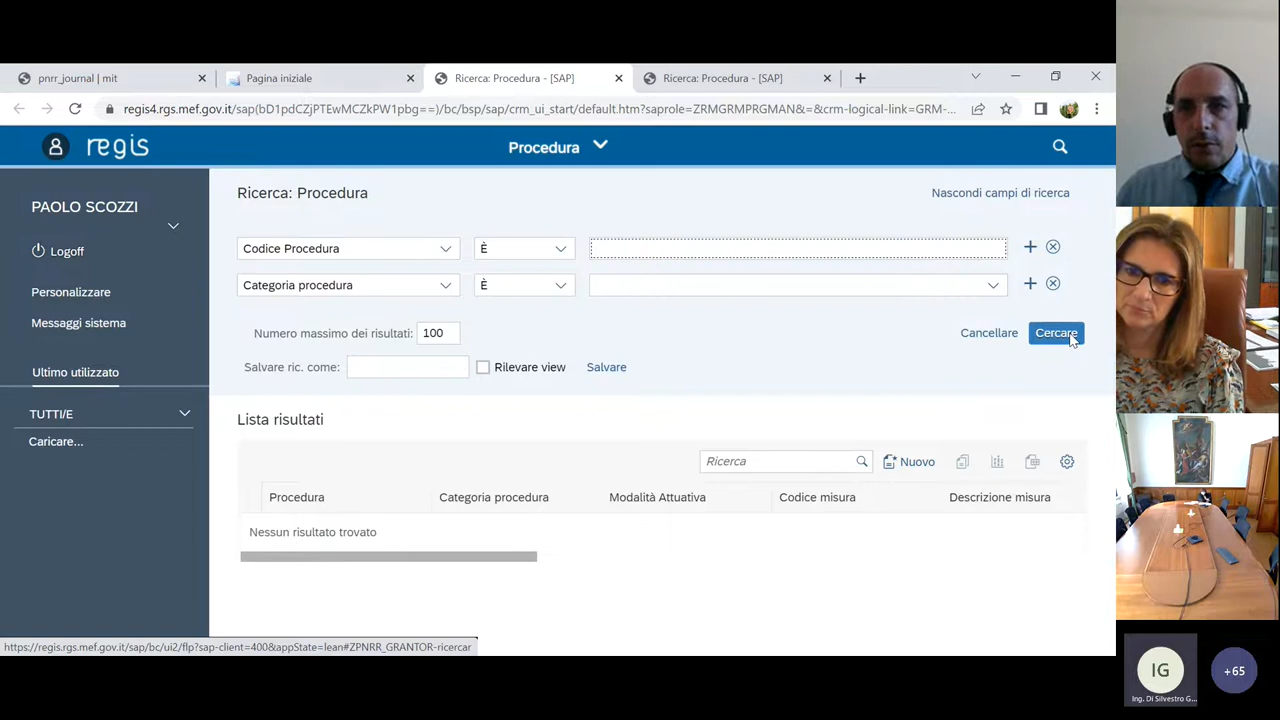 pnrr_journal | mit
Pagina iniziale
Ricerca: Procedura - [SAP]
Ricerca: Procedura - [SAP]
regis4.rgs.mef.gov.it/sap(bD1pdCZjPTEwMCZkPW1pbg==)/bc/bsp/sap/crm_ui_start/default.htm?saprole=ZRMGRMPRGMAN&=&crm-logical-link=GRM-...
regis
Procedura
PAOLO SCOZZI
Logoff
Personalizzare
Messaggi sistema
Ultimo utilizzato
TUTTI/E
Caricare...
Ricerca: Procedura
Nascondi campi di ricerca
Codice Procedura È
Categoria procedura È
Numero massimo dei risultati: 100
Cancellare Cercare
Salvare ric. come: Rilevare view Salvare
Lista risultati
Ricerca Nuovo
Procedura Categoria procedura Modalità Attuativa Codice misura Descrizione misura
Nessun risultato trovato
https://regis.rgs.mef.gov.it/sap/bc/ui2/flp?sap-client=400&appState=lean#ZPNRR_GRANTOR-ricercar
IG
Ing. Di Silvestro G...
+65